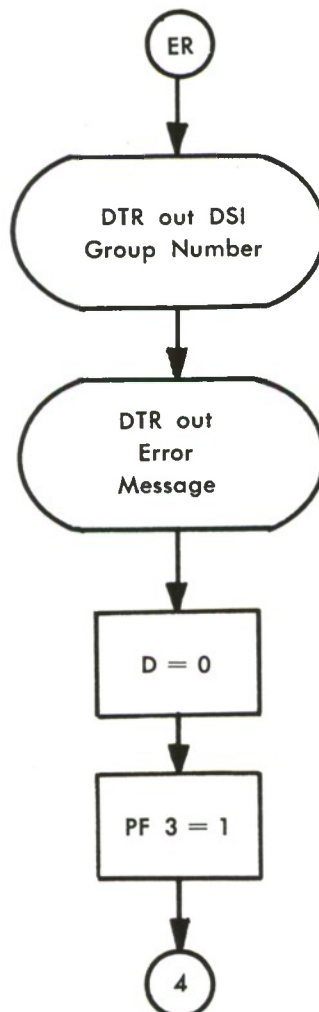 ER
DTR out DSI
Group Number
DTR out
Error
Message
D = 0
PF 3 = 1
4